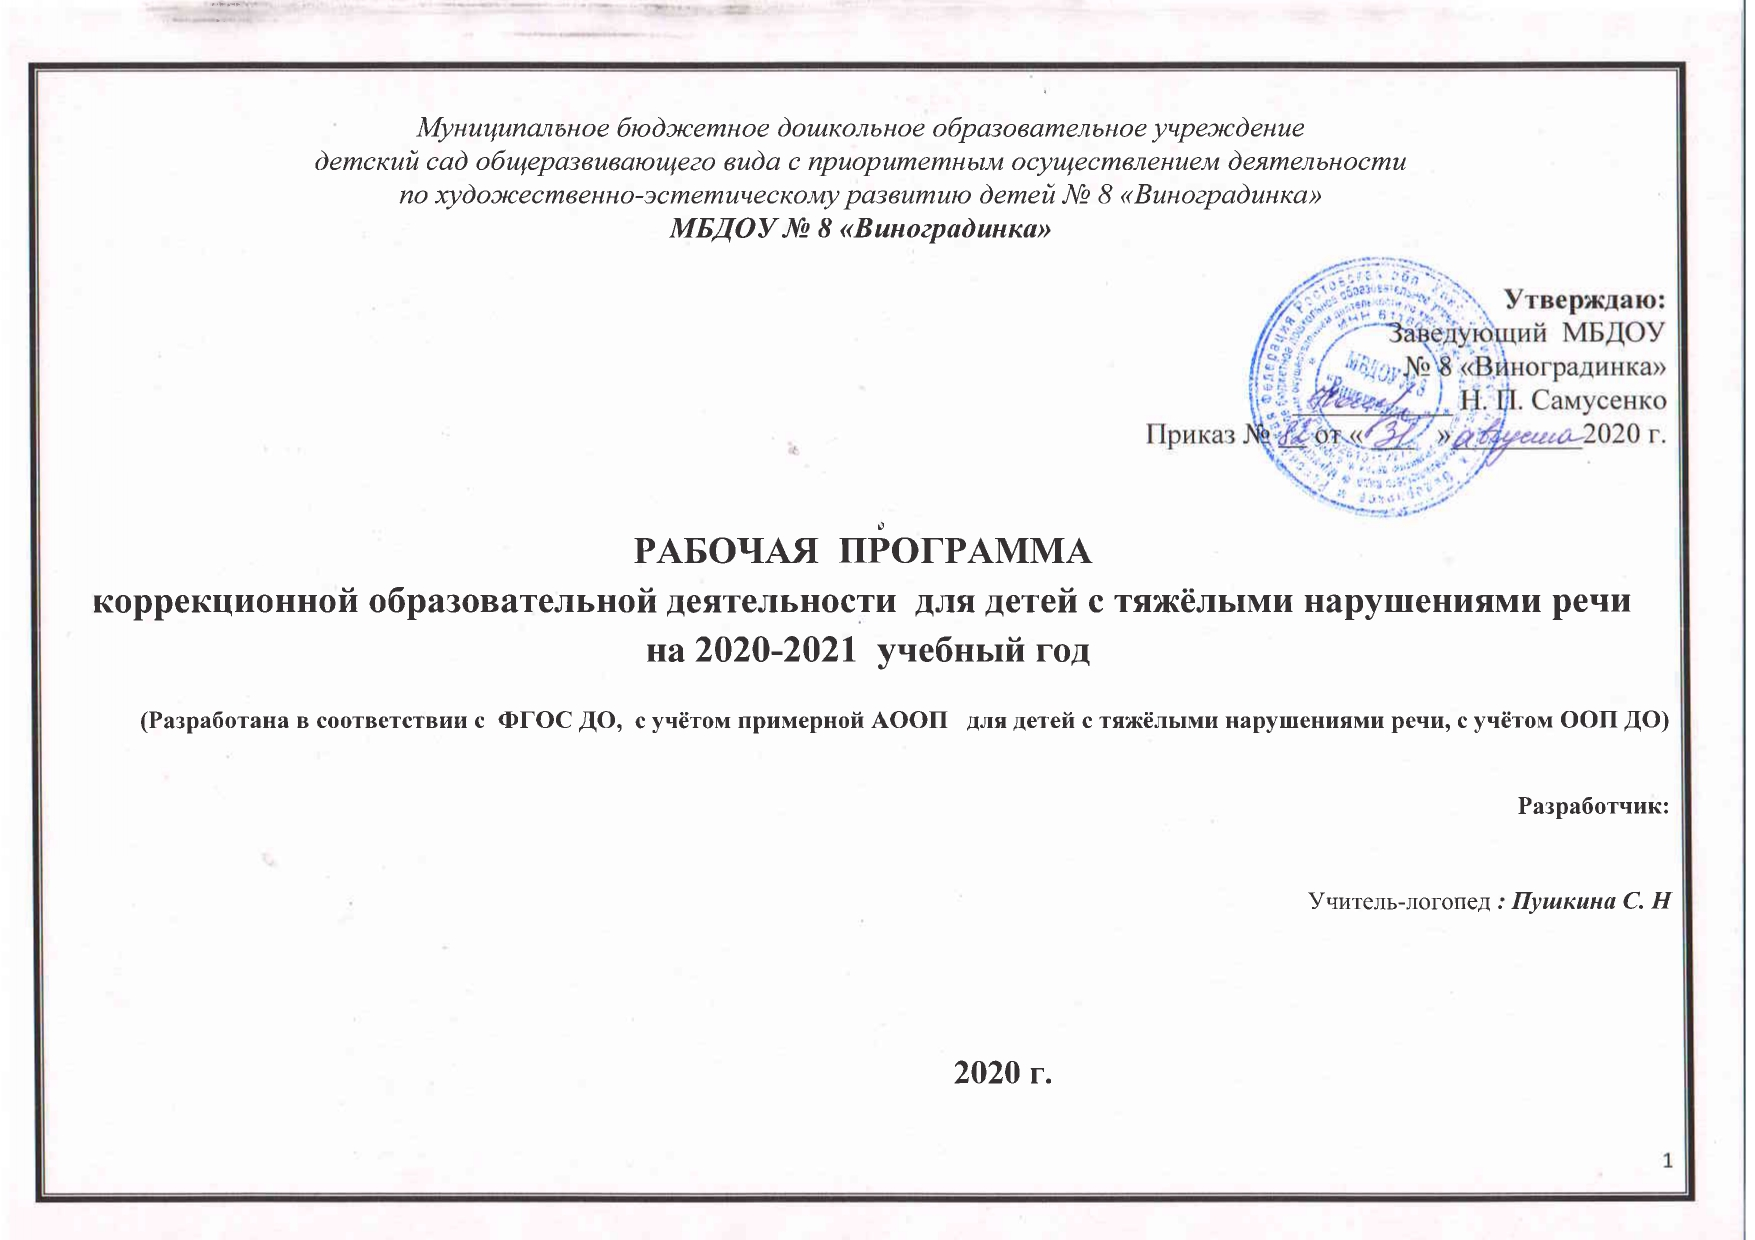 Муниципальное бюджетное дошкольное образовательное учреждение
детский сад общеразвивающего вида с приоритетным осуществлением деятельности
по художественно-эстетическому развитию детей № 8 «Виноградинка»
МБДОУ № 8 «Виноградинка»
Утверждаю:
Заведующий МБДОУ
№ 8 «Виноградинка»
Н. П. Самусенко
Приказ № 82 от « 31 » августа 2020 г.
МБДОУ № 8
РАБОЧАЯ ПРОГРАММА
коррекционной образовательной деятельности для детей с тяжёлыми нарушениями речи
на 2020-2021 учебный год
(Разработана в соответствии с ФГОС ДО, с учётом примерной АООП для детей с тяжёлыми нарушениями речи, с учётом ООП ДО)
Разработчик:
Учитель-логопед : Пушкина С. Н
2020 г.
1